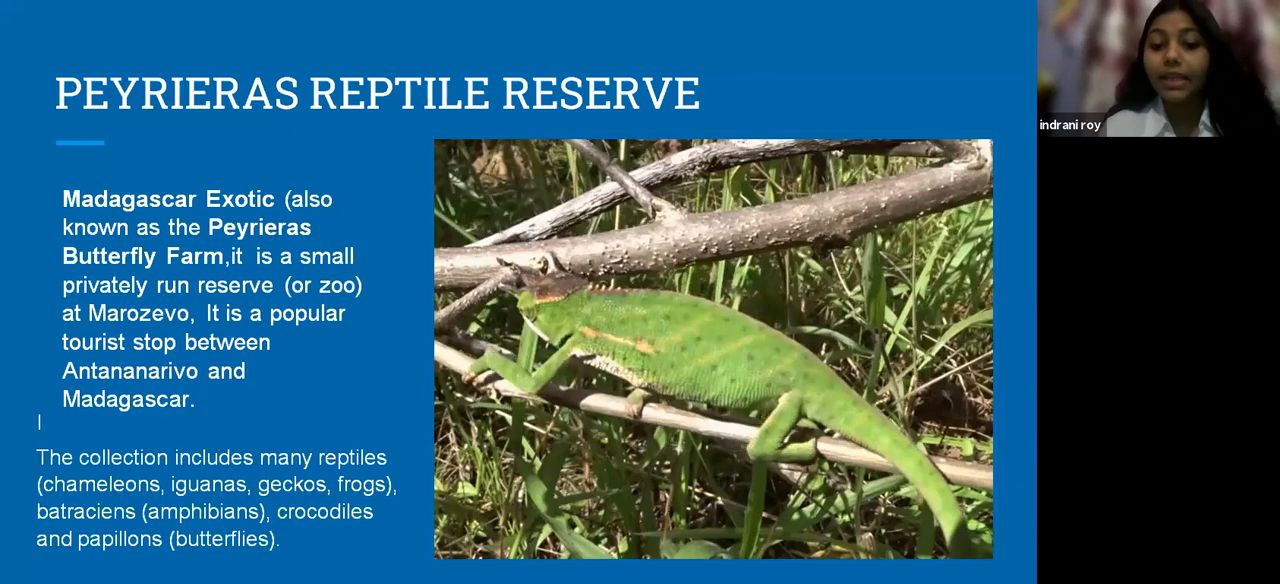 PEYRIERAS REPTILE RESERVE
Madagascar Exotic (also
known as the Peyrieras
Butterfly Farm,it is a small
privately run reserve (or zoo)
at Marozevo, It is a popular
tourist stop between
Antananarivo and
Madagascar.
The collection includes many reptiles
(chameleons, iguanas, geckos, frogs),
batraciens (amphibians), crocodiles
and papillons (butterflies).
indrani roy